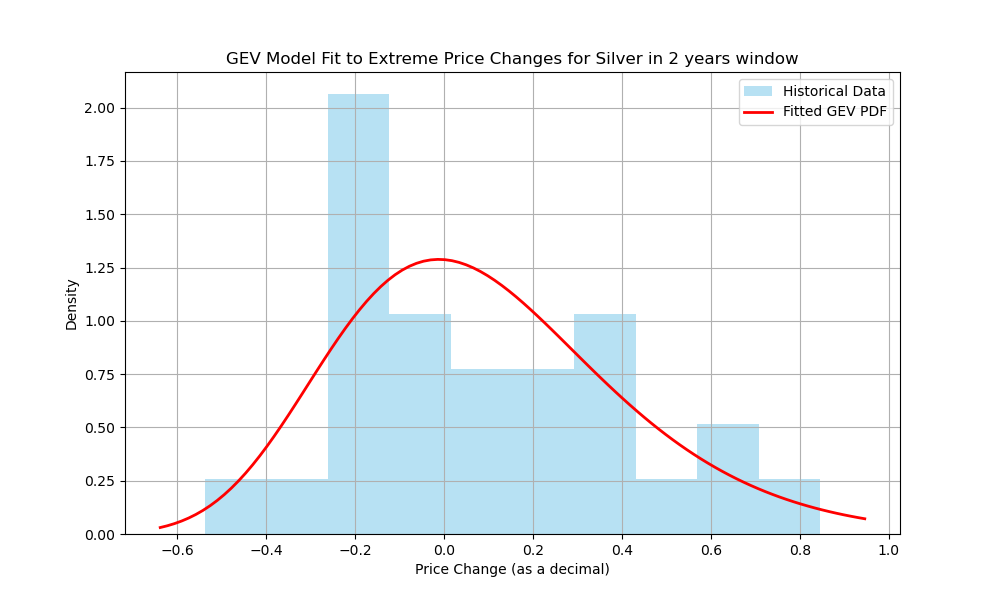 GEV Model Fit to Extreme Price Changes for Silver in 2 years window
Historical Data
Fitted GEV PDF
2.00
1.75
1.50
1.25
1.00
0.75
0.50
0.25
0.00
Density
−0.6 −0.4 −0.2 0.0 0.2 0.4 0.6 0.8 1.0
Price Change (as a decimal)